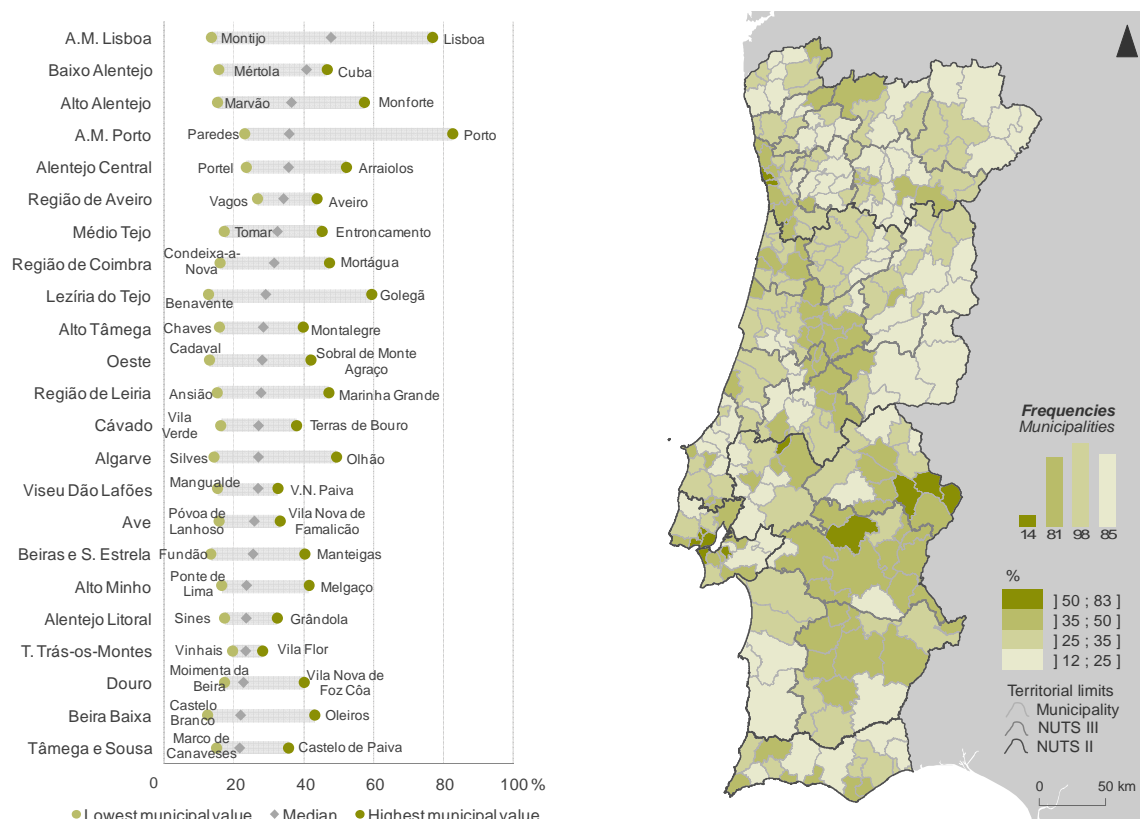 A.M. Lisboa
Montijo
Lisboa
Baixo Alentejo
Mértola
Cuba
Alto Alentejo
Marvão
Monforte
A.M. Porto
Paredes
Porto
Alentejo Central
Portel
Arraiolos
Região de Aveiro
Vagos
Aveiro
Médio Tejo
Tomar
Entroncamento
Região de Coimbra
Condeixa-a-
Nova
Mortágua
Lezíria do Tejo
Benavente
Golegã
Alto Tâmega
Chaves
Montalegre
Oeste
Cadaval
Sobral de Monte
Agraço
Região de Leiria
Ansião
Marinha Grande
Cávado
Vila
Verde
Terras de Bouro
Algarve
Silves
Olhão
Viseu Dão Lafões
Mangualde
V.N. Paiva
Ave
Póvoa de
Lanhoso
Vila Nova de
Famalicão
Beiras e S. Estrela
Fundão
Manteigas
Alto Minho
Ponte de
Lima
Melgaço
Alentejo Litoral
Sines
Grândola
T. Trás-os-Montes
Vinhais
Vila Flor
Douro
Moimenta da
Beira
Vila Nova de
Foz Côa
Beira Baixa
Castelo
Branco
Oleiros
Tâmega e Sousa
Marco de
Canaveses
Castelo de Paiva
0 20 40 60 80 100 %
Lowest municipal value Median Highest municipal value
Frequencies
Municipalities
14 81 98 85
%
] 50 ; 83 ]
] 35 ; 50 ]
] 25 ; 35 ]
] 12 ; 25 ]
Territorial limits
Municipality
NUTS III
NUTS II
0 50 km